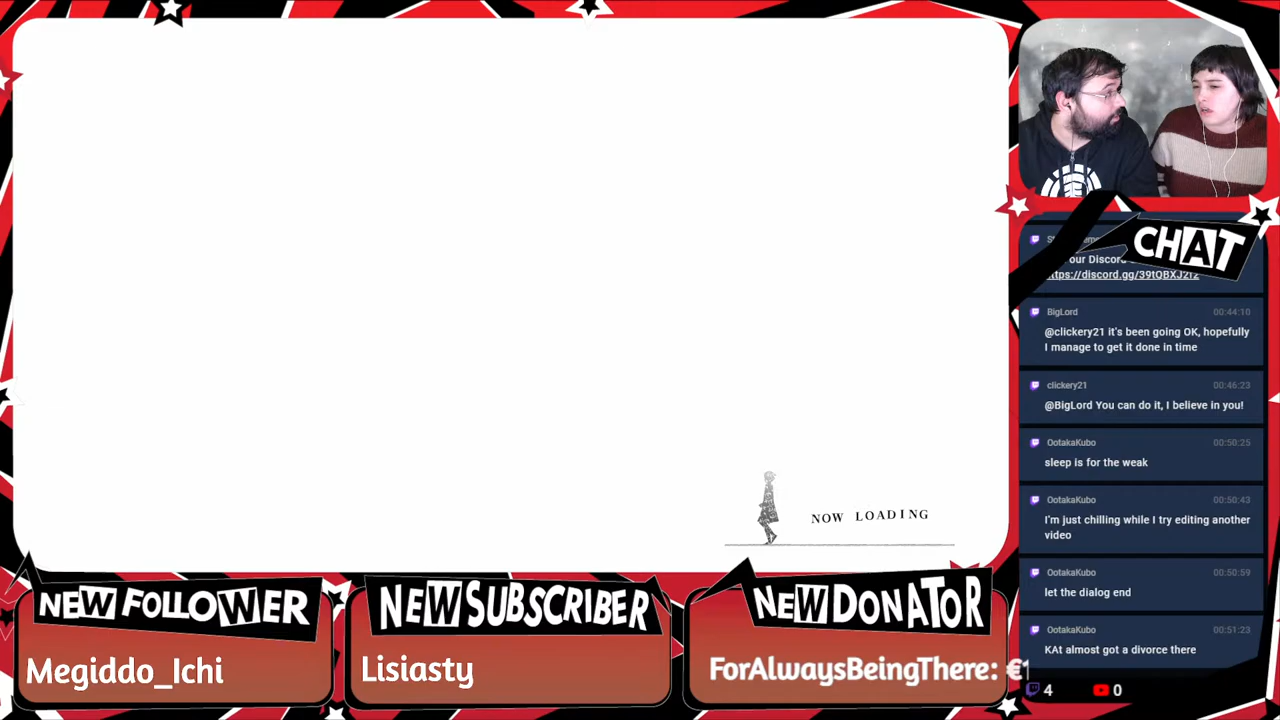 NOW LOADING
CHAT
our Discord
https://discord.gg/39tQBXJ2f2
BigLord 00:44:10
@clickery21 it's been going OK, hopefully
I manage to get it done in time
clickery21 00:46:23
@BigLord You can do it, I believe in you!
OotakaKubo 00:50:25
sleep is for the weak
OotakaKubo 00:50:43
I'm just chilling while I try editing another
video
OotakaKubo 00:50:59
let the dialog end
OotakaKubo 00:51:23
KAt almost got a divorce there
4 0
NEW FOLLOWER
Megiddo_Ichi
NEW SUBSCRIBER
Lisiasty
NEW DONATOR
ForAlwaysBeingThere: €1